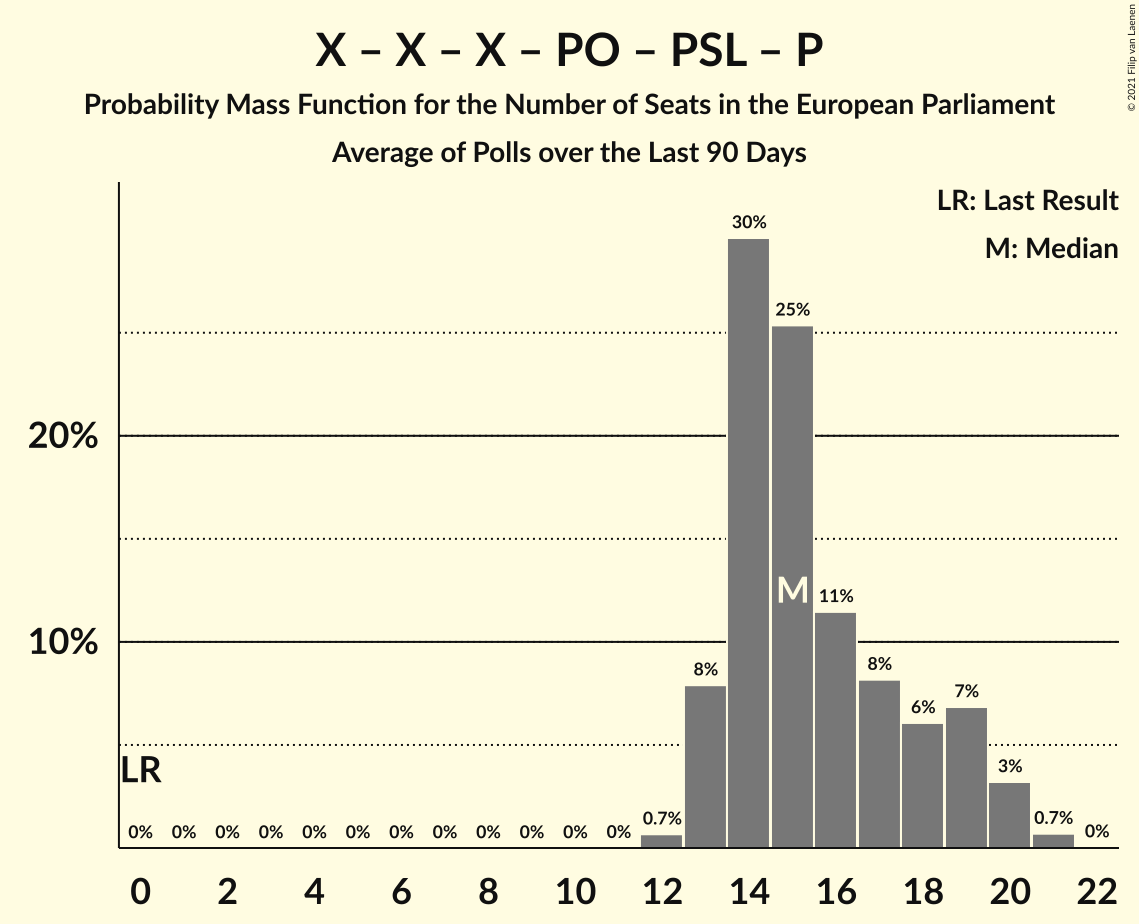 X – X – X – PO – PSL – P
Probability Mass Function for the Number of Seats in the European Parliament
Average of Polls over the Last 90 Days
© 2021 Filip van Laenen
LR: Last Result
M: Median
30%
25%
20%
M
11%
10%
8%
8%
7%
6%
LR
3%
0% 0% 0% 0% 0% 0% 0% 0% 0% 0% 0% 0% 0.7% 0.7% 0%
0 2 4 6 8 10 12 14 16 18 20 22